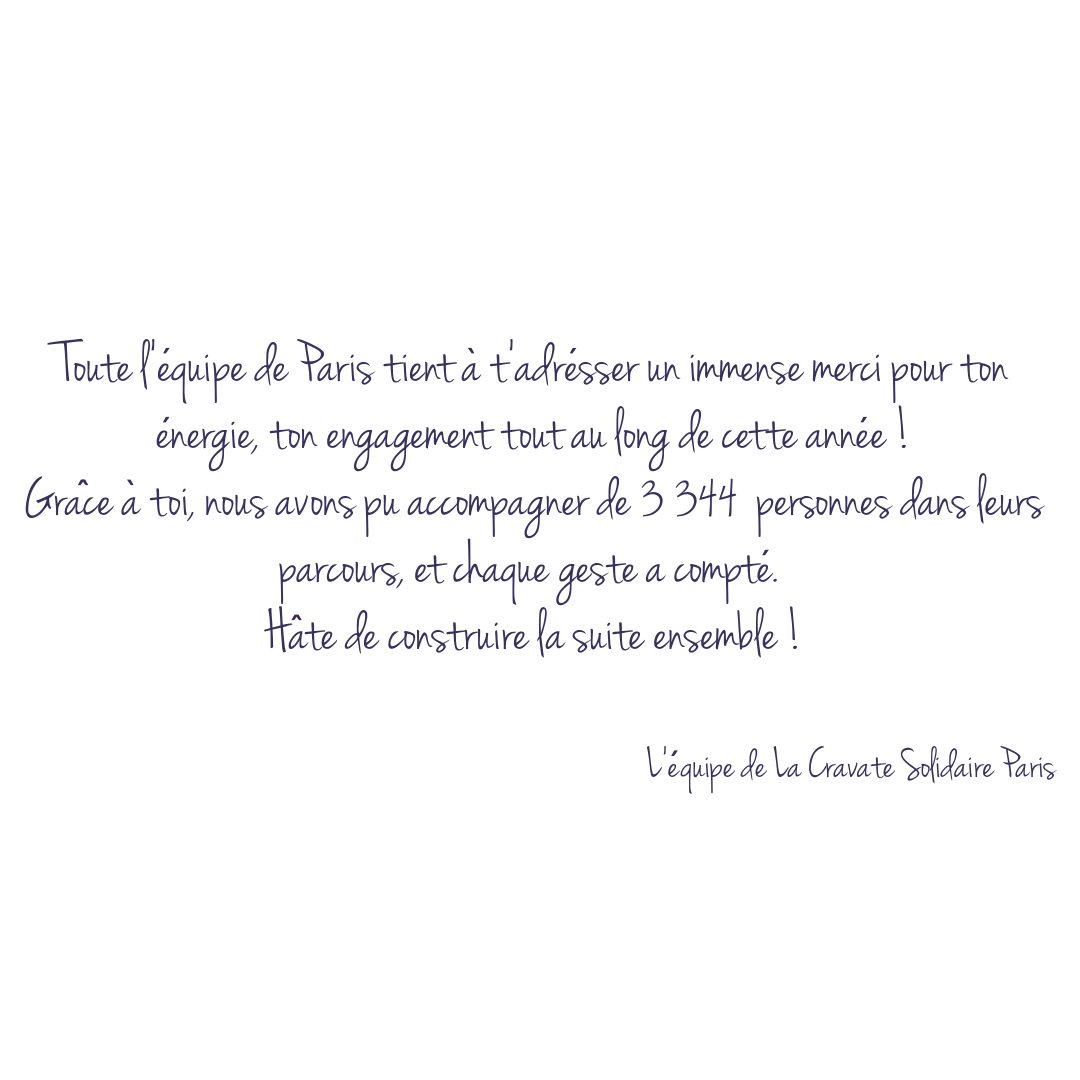 Toute l'équipe de Paris tient à t'adrésser un immense merci pour ton
énergie, ton engagement tout au long de cette année !
Grâce à toi, nous avons pu accompagner de 3 344 personnes dans leurs
parcours, et chaque geste a compté.
Hâte de construire la suite ensemble !
L'équipe de La Cravate Solidaire Paris